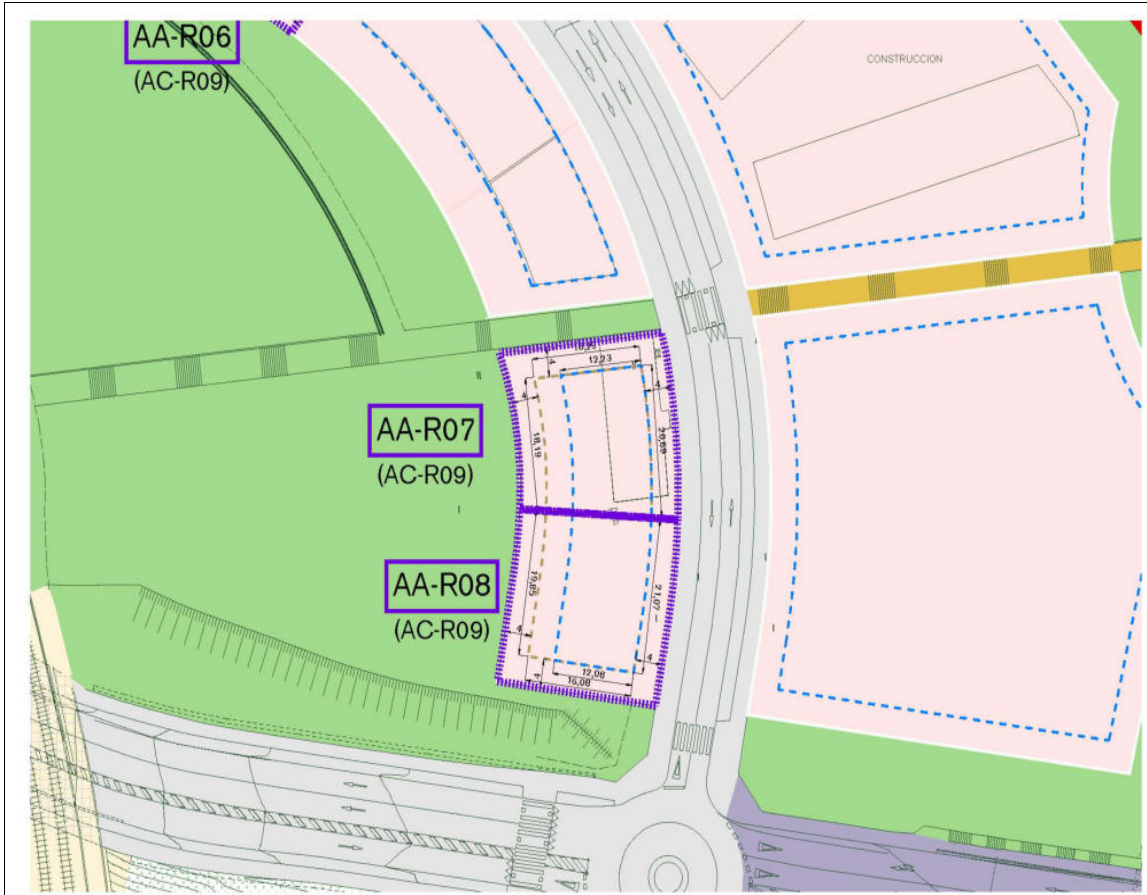 AA-R06
(AC-R09)
CONSTRUCCION
4
12,23
4
4
AA-R07
(AC-R09)
18,19
20,69
AA-R08
(AC-R09)
19,85
21,07
4
4
4
12,08
16,08